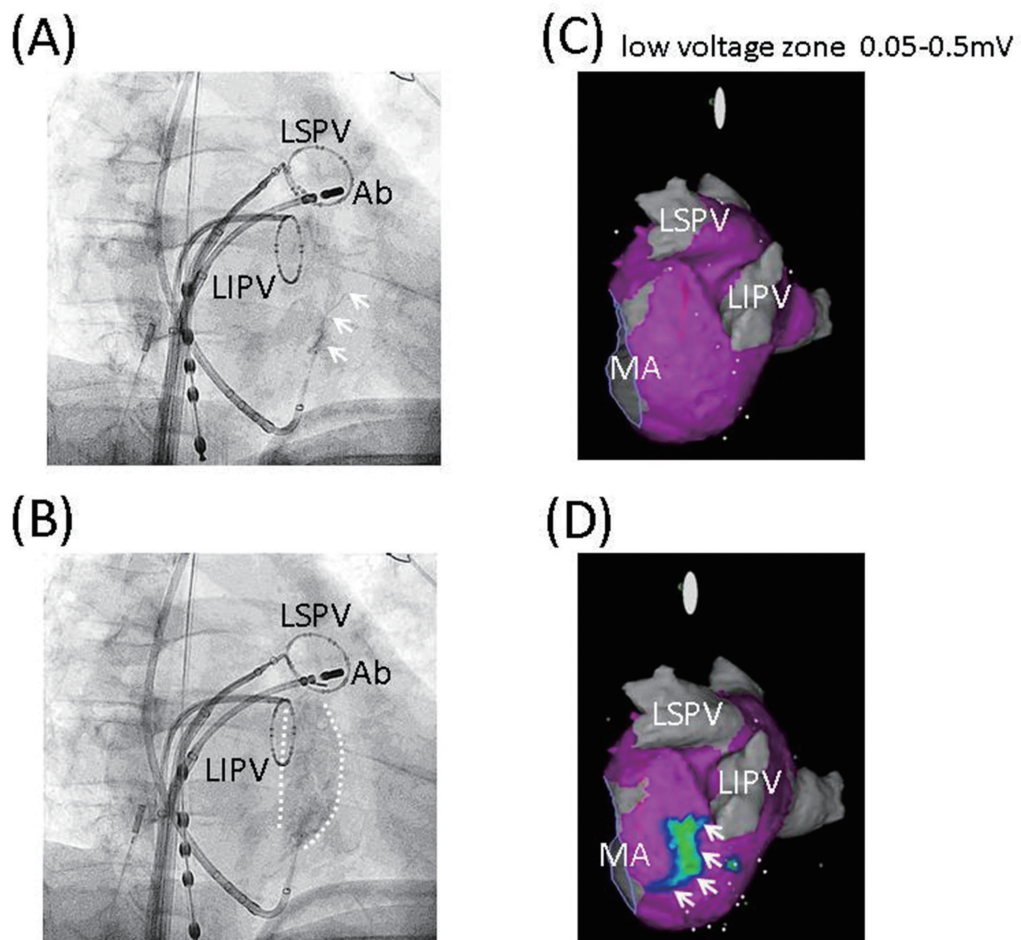 (A)
LSPV
Ab
LIPV
(B)
LSPV
Ab
LIPV
(C) low voltage zone 0.05-0.5mV
LSPV
LIPV
MA
(D)
LSPV
LIPV
MA